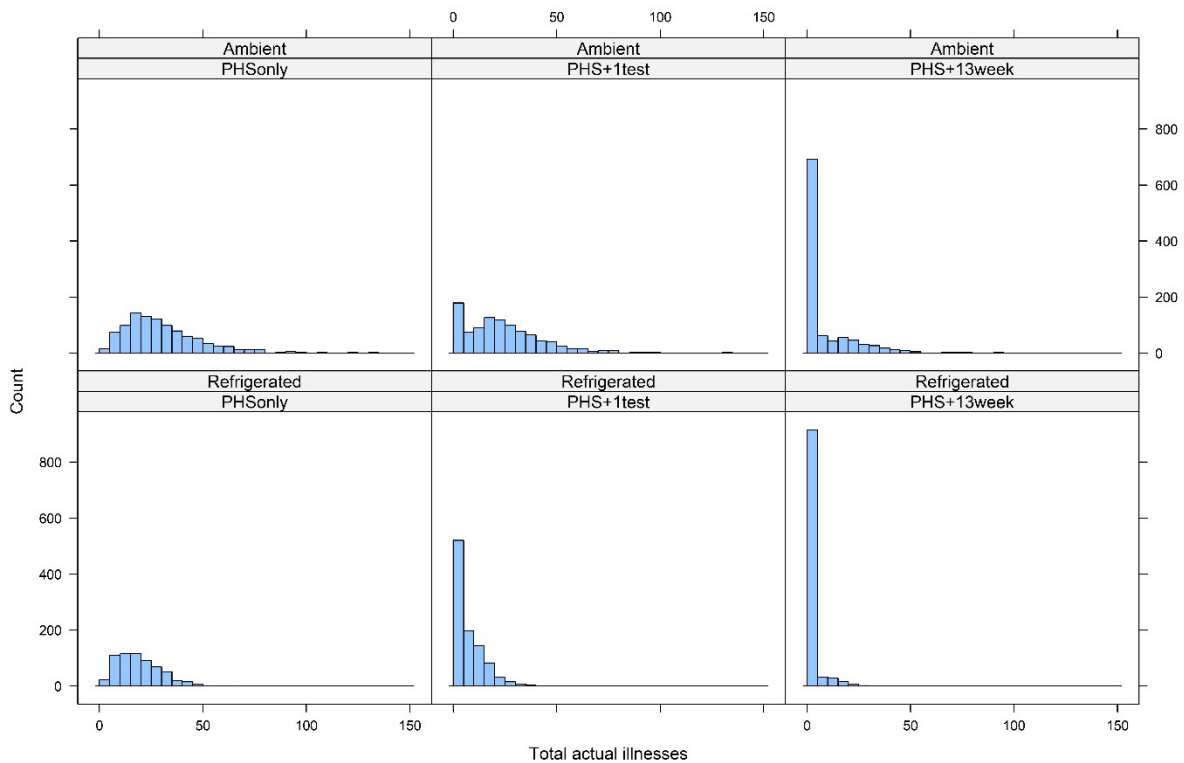 0 50 100 150
Ambient Ambient Ambient
PHSonly PHS+1test PHS+13week
800
600
400
200
0
Refrigerated Refrigerated Refrigerated
PHSonly PHS+1test PHS+13week
Count
800
600
400
200
0
0 50 100 150 0 50 100 150
Total actual illnesses